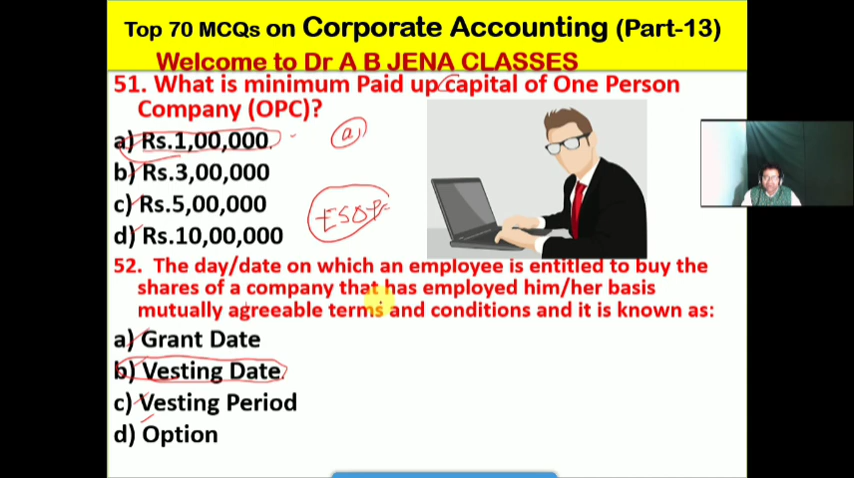 Top 70 MCQs on Corporate Accounting (Part-13)
Welcome to Dr A B JENA CLASSES
51. What is minimum Paid up capital of One Person
Company (OPC)?
a) Rs.1,00,000.
a)
b) Rs.3,00,000
c) Rs.5,00,000
ESOP
d) Rs.10,00,000
52. The day/date on which an employee is entitled to buy the
shares of a company that has employed him/her basis
mutually agreeable terms and conditions and it is known as:
a) Grant Date
b) Vesting Date.
c) Vesting Period
d) Option